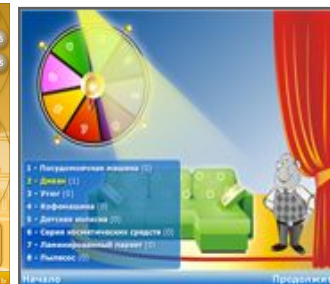 1 - Посудомоечная машина (0)
2 - Диван (1)
3 - Утюг (0)
4 - Кофемашина (0)
5 - Детская коляска (0)
6 - Серия косметических средств (0)
7 - Ламинированный паркет (0)
8 - Пылесос (0)
Начало
Продолжить